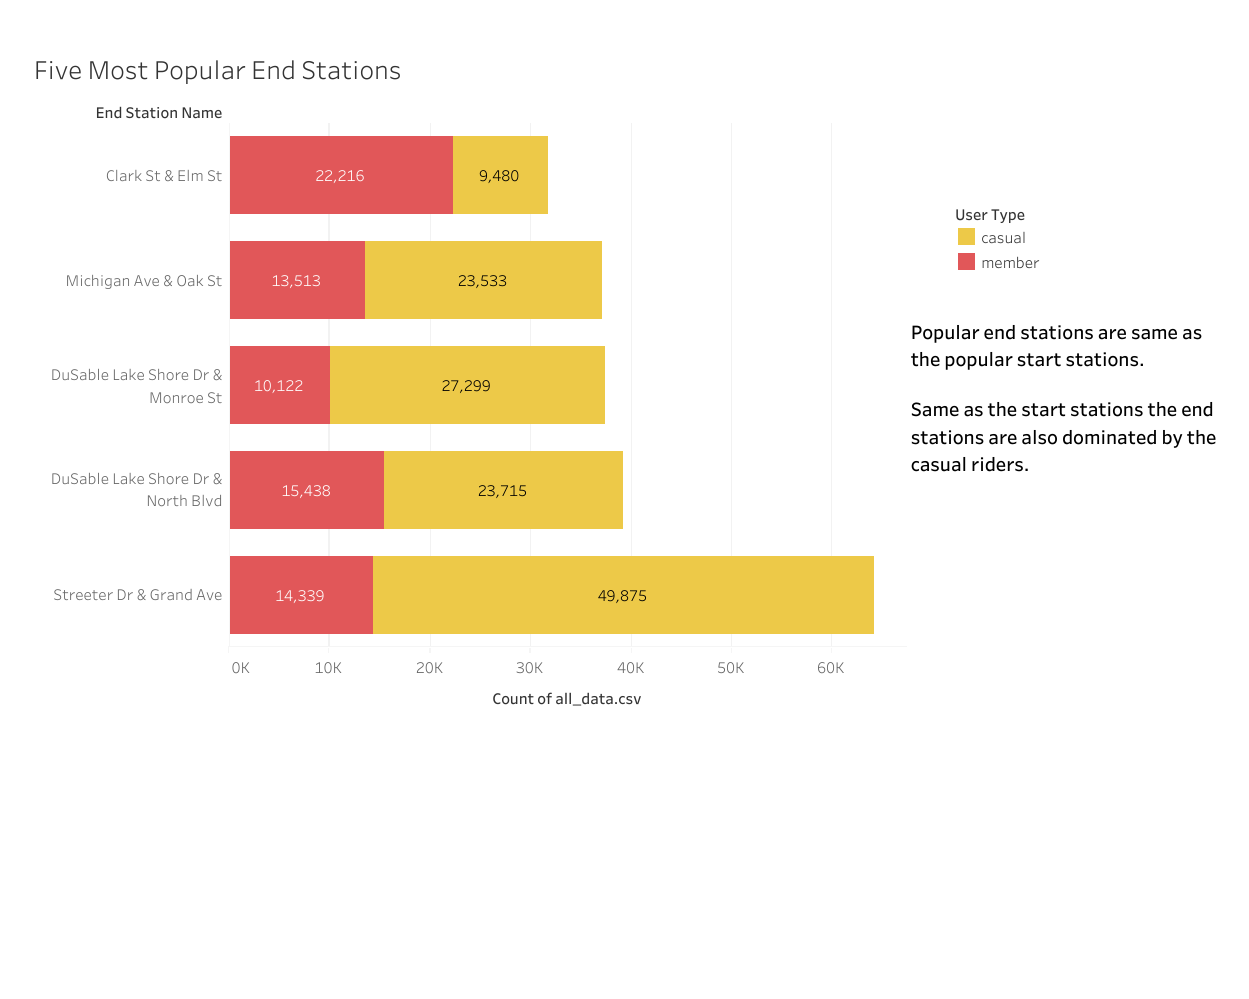 Five Most Popular End Stations
End Station Name
Clark St & Elm St
22,216
9,480
Michigan Ave & Oak St
13,513
23,533
DuSable Lake Shore Dr &
Monroe St
10,122
27,299
DuSable Lake Shore Dr &
North Blvd
15,438
23,715
Streeter Dr & Grand Ave
14,339
49,875
0K
10K
20K
30K
40K
50K
60K
Count of all_data.csv
User Type
casual
member
Popular end stations are same as
the popular start stations.
Same as the start stations the end
stations are also dominated by the
casual riders.